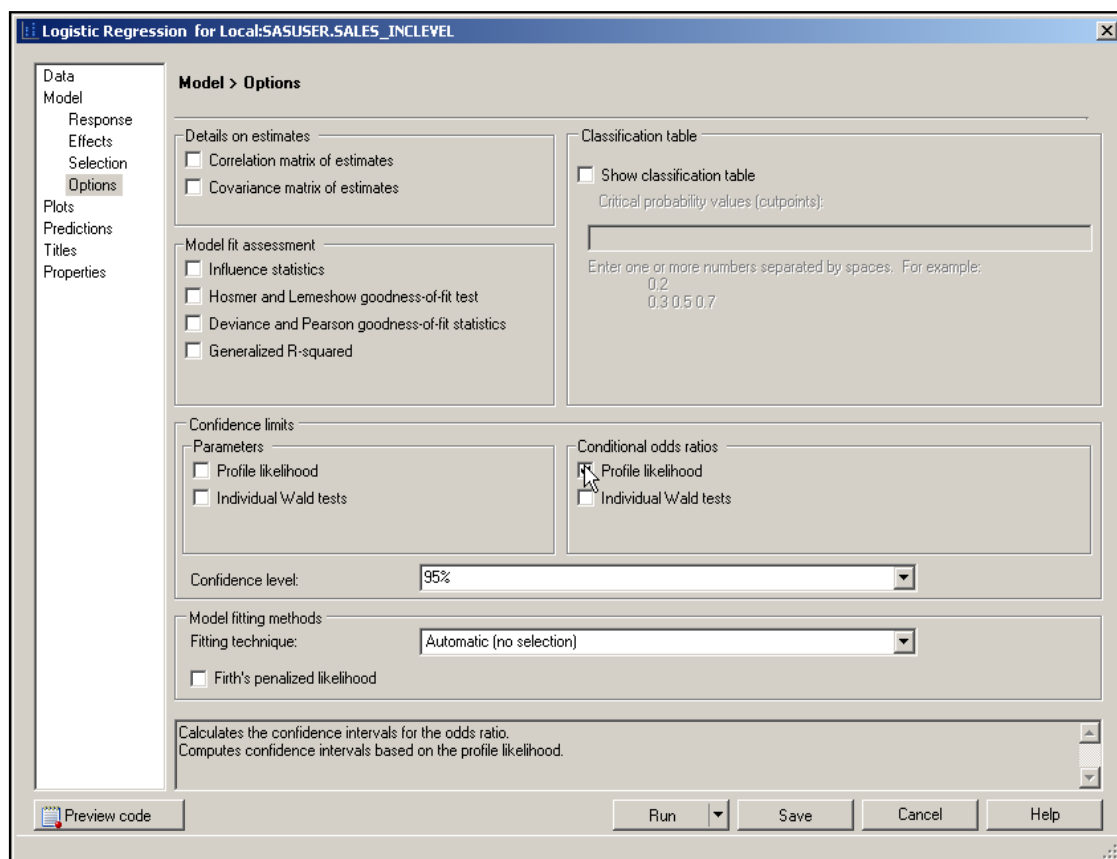 Logistic Regression for Local:SASUSER.SALES_INCLEVEL
Data
Model
Response
Effects
Selection
Options
Plots
Predictions
Titles
Properties
Model > Options
Details on estimates
Correlation matrix of estimates
Covariance matrix of estimates
Model fit assessment
Influence statistics
Hosmer and Lemeshow goodness-of-fit test
Deviance and Pearson goodness-of-fit statistics
Generalized R-squared
Classification table
Show classification table
Critical probability values (cutpoints):
Enter one or more numbers separated by spaces. For example:
0.2
0.3 0.5 0.7
Confidence limits
Parameters
Profile likelihood
Individual Wald tests
Conditional odds ratios
Profile likelihood
Individual Wald tests
Confidence level:
95%
Model fitting methods
Fitting technique:
Automatic (no selection)
Firth's penalized likelihood
Calculates the confidence intervals for the odds ratio.
Computes confidence intervals based on the profile likelihood.
Preview code
Run
Save
Cancel
Help